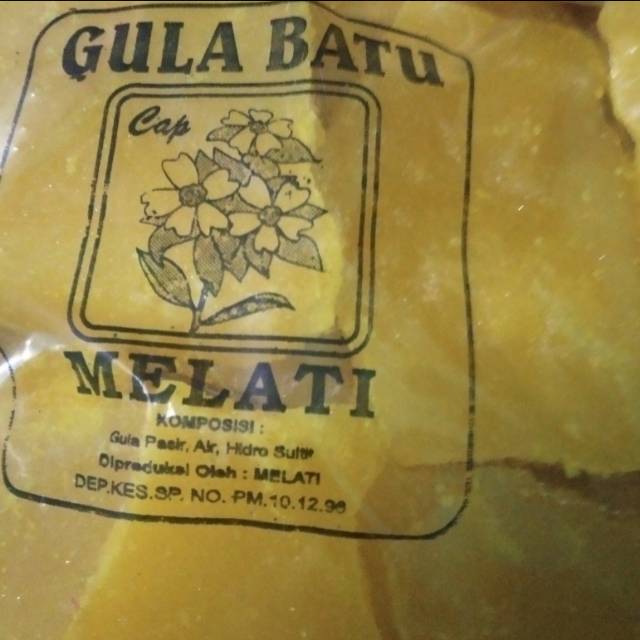 GULA BATU
Cap
MELATI
KOMPOSISI :
Gula Pasir, Air, Hidro Sulfit
Diproduksi Oleh : MELATI
DEP.KES.SP. NO. PM.10.12.96